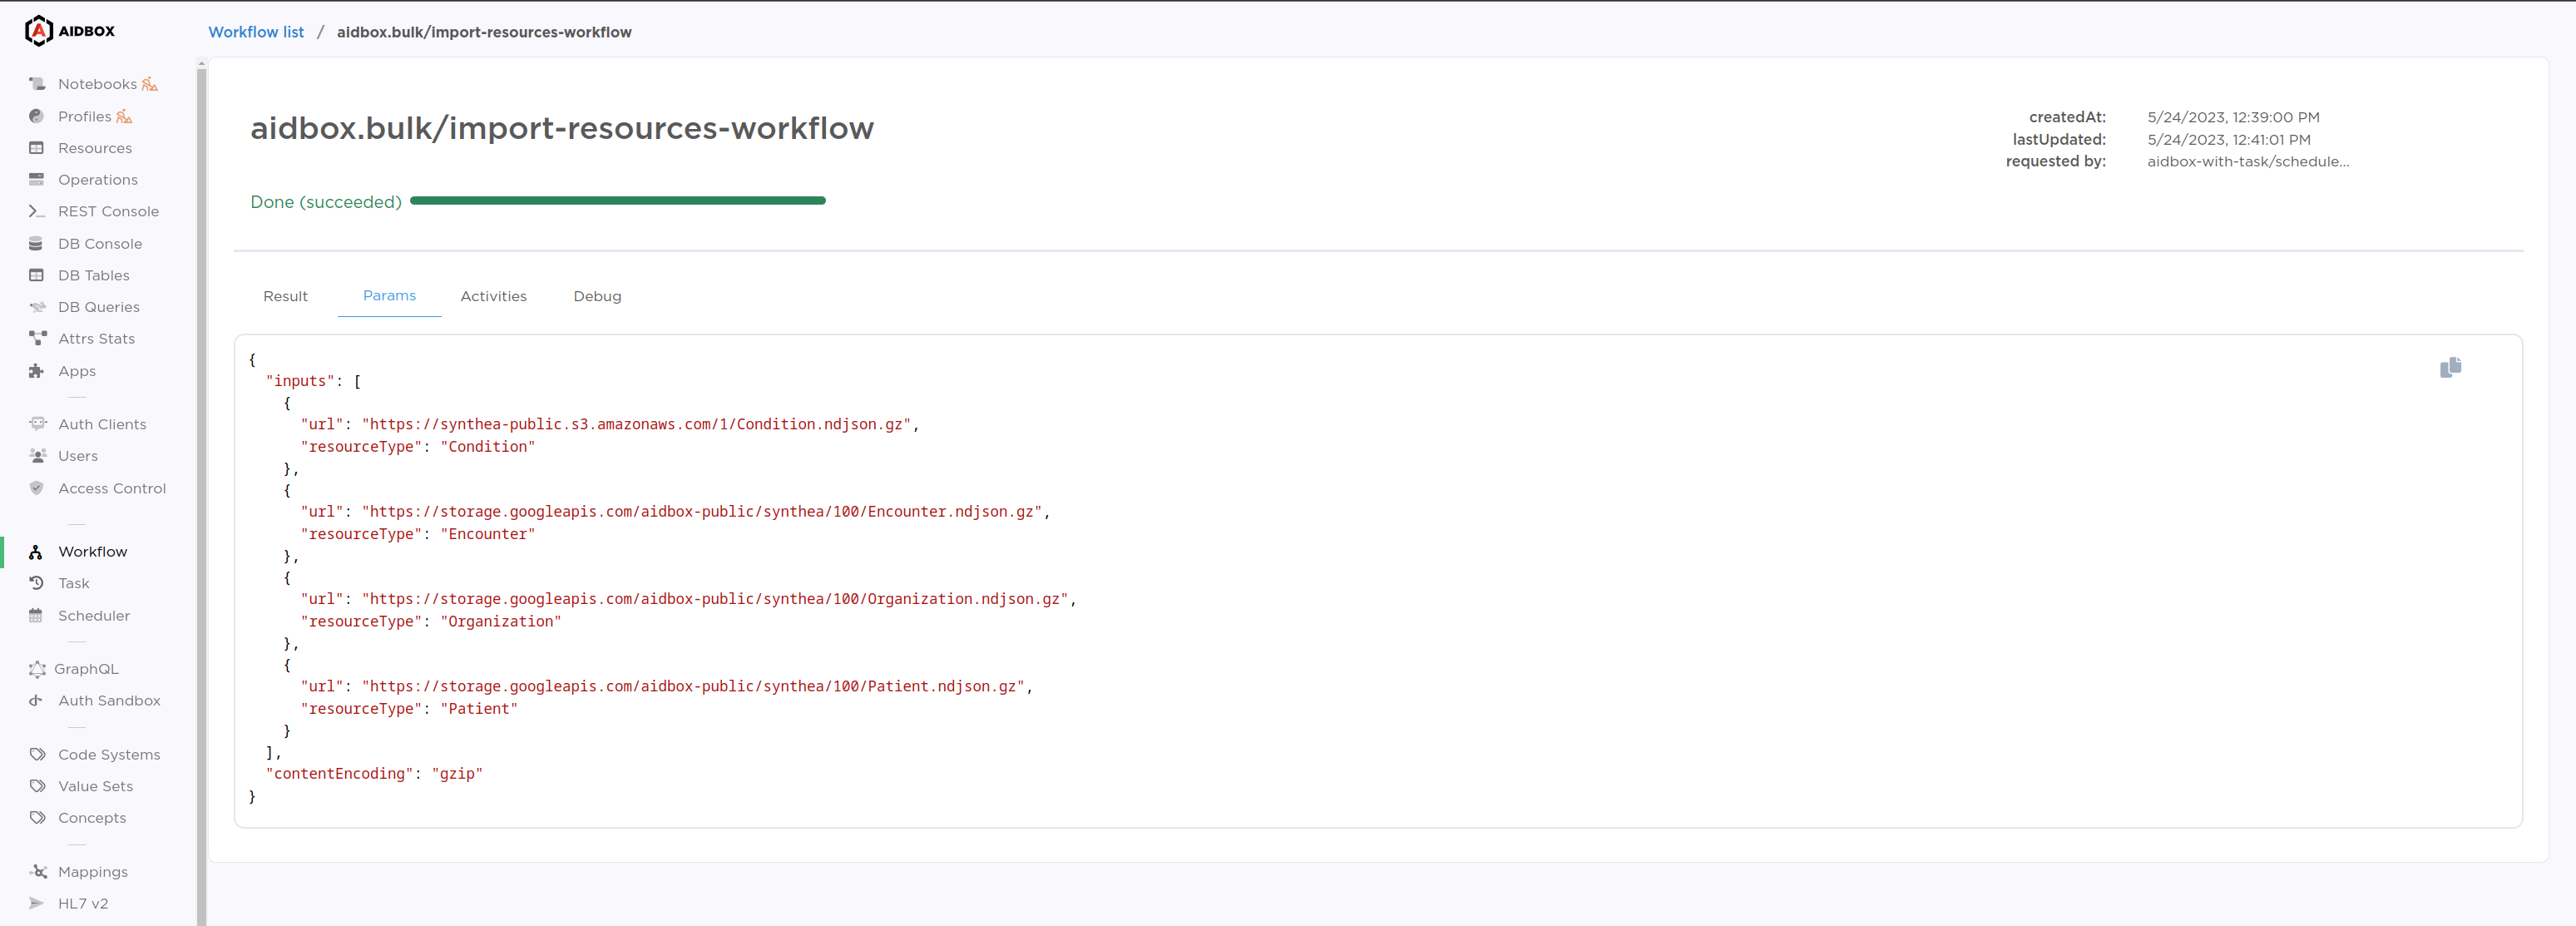 AIDBOX
Workflow list / aidbox.bulk/import-resources-workflow
Notebooks
Profiles
Resources
Operations
REST Console
DB Console
DB Tables
DB Queries
Attrs Stats
Apps
Auth Clients
Users
Access Control
Workflow
Task
Scheduler
GraphQL
Auth Sandbox
Code Systems
Value Sets
Concepts
Mappings
HL7 v2
aidbox.bulk/import-resources-workflow
createdAt: 5/24/2023, 12:39:00 PM
lastUpdated: 5/24/2023, 12:41:01 PM
requested by: aidbox-with-task/schedule...
Done (succeeded)
Result Params Activities Debug
{
"inputs": [
{
"url": "https://synthea-public.s3.amazonaws.com/1/Condition.ndjson.gz",
"resourceType": "Condition"
},
{
"url": "https://storage.googleapis.com/aidbox-public/synthea/100/Encounter.ndjson.gz",
"resourceType": "Encounter"
},
{
"url": "https://storage.googleapis.com/aidbox-public/synthea/100/Organization.ndjson.gz",
"resourceType": "Organization"
},
{
"url": "https://storage.googleapis.com/aidbox-public/synthea/100/Patient.ndjson.gz",
"resourceType": "Patient"
}
],
"contentEncoding": "gzip"
}